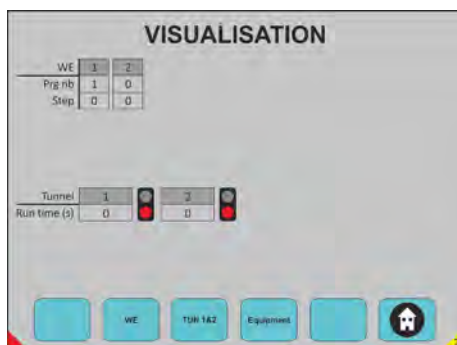 VISUALISATION
WE 1 2
Prg nb 1 0
Step 0 0
Tunnel 1 2
Run time (s) 0 0
WE TUN 1&2 Equipment